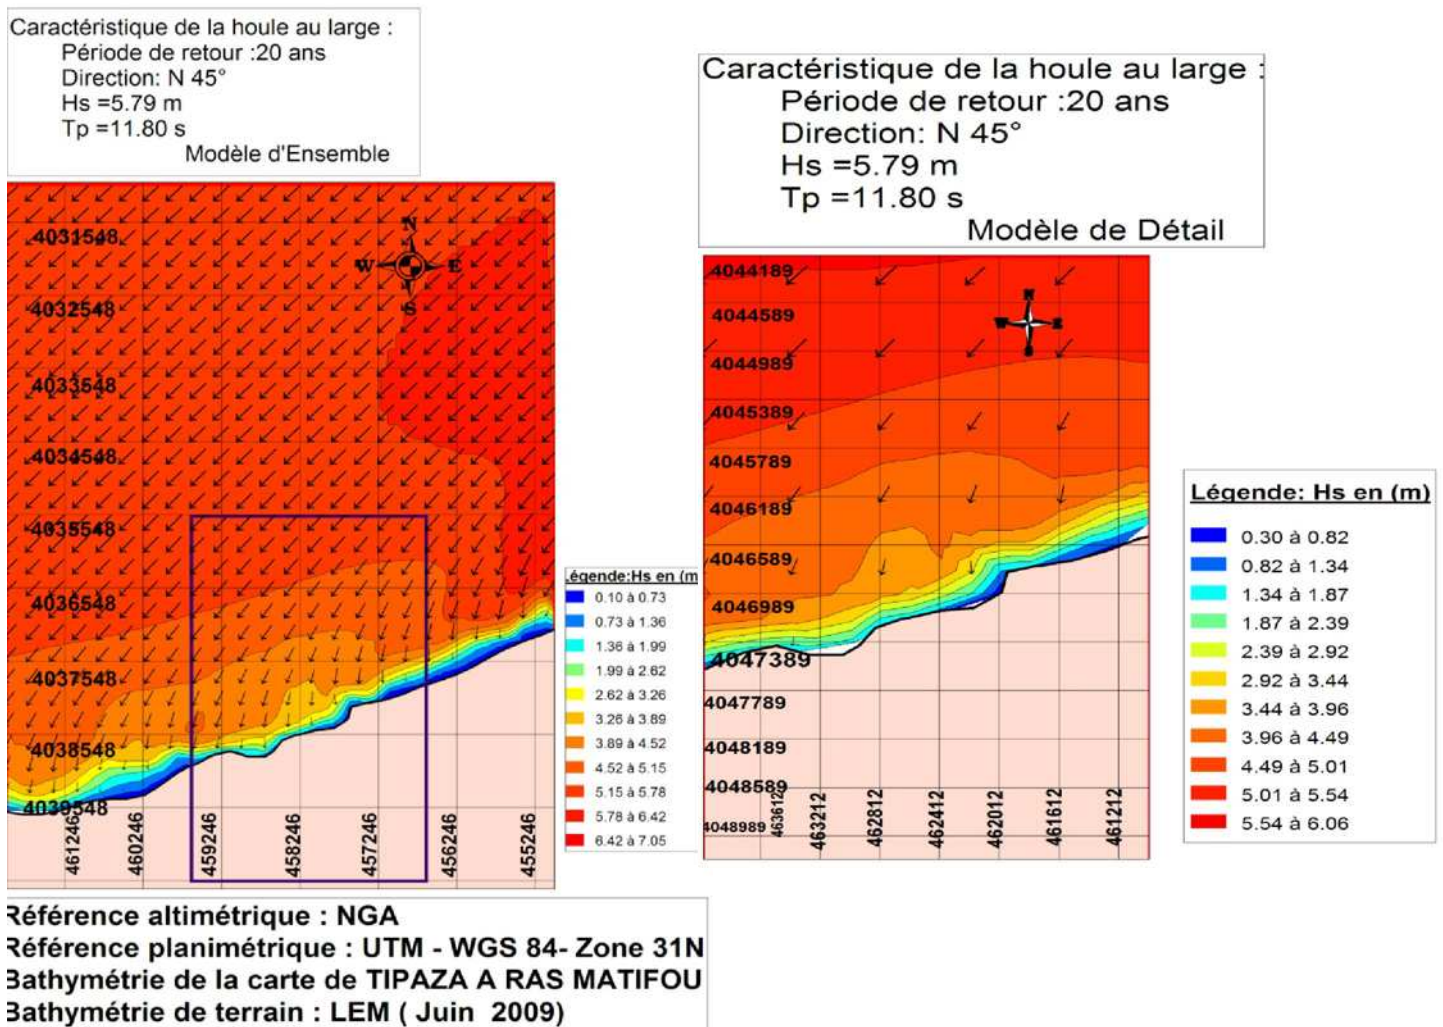 Caractéristique de la houle au large :
Période de retour :20 ans
Direction: N 45°
Hs =5.79 m
Tp =11.80 s
Modèle d'Ensemble
N
W
E
S
4031548
4032548
4033548
4034548
4035548
4036548
4037548
4038548
4039548
461246
460246
459246
458246
457246
456246
455246
égende:Hs en (m
0.10 à 0.73
0.73 à 1.36
1.36 à 1.99
1.99 à 2.62
2.62 à 3.26
3.26 à 3.89
3.89 à 4.52
4.52 à 5.15
5.15 à 5.78
5.78 à 6.42
6.42 à 7.05
Caractéristique de la houle au large :
Période de retour :20 ans
Direction: N 45°
Hs =5.79 m
Tp =11.80 s
Modèle de Détail
N
W
E
S
4044189
4044589
4044989
4045389
4045789
4046189
4046589
4046989
4047389
4047789
4048189
4048589
4048989
463612
463212
462812
462412
462012
461612
461212
Légende: Hs en (m)
0.30 à 0.82
0.82 à 1.34
1.34 à 1.87
1.87 à 2.39
2.39 à 2.92
2.92 à 3.44
3.44 à 3.96
3.96 à 4.49
4.49 à 5.01
5.01 à 5.54
5.54 à 6.06
Référence altimétrique : NGA
Référence planimétrique : UTM - WGS 84- Zone 31N
Bathymétrie de la carte de TIPAZA A RAS MATIFOU
Bathymétrie de terrain : LEM ( Juin 2009)